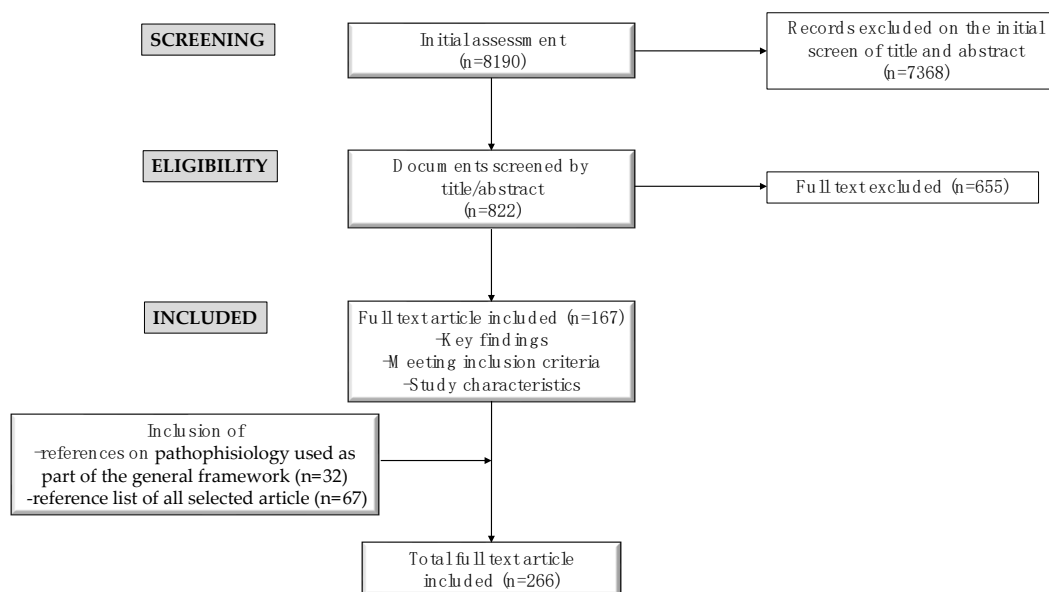 SCREENING
Initial assessment
(n=8190)
Records excluded on the initial
screen of title and abstract
(n=7368)
ELIGIBILITY
Documents screened by
title/abstract
(n=822)
Full text excluded (n=655)
INCLUDED
Full text article included (n=167)
-Key findings
-Meeting inclusion criteria
-Study characteristics
Inclusion of
-references on pathophisiology used as
part of the general framework (n=32)
-reference list of all selected article (n=67)
Total full text article
included (n=266)